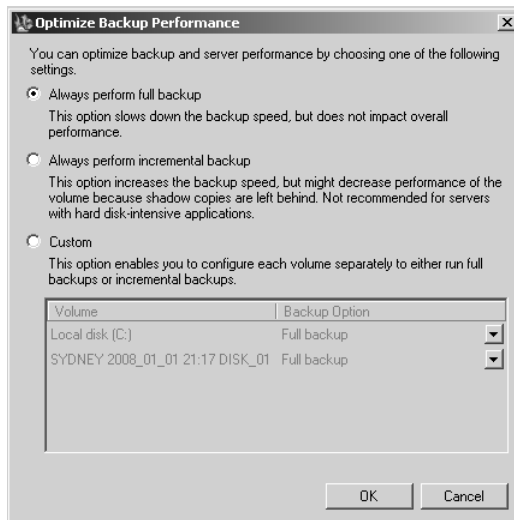 Optimize Backup Performance
You can optimize backup and server performance by choosing one of the following
settings.
Always perform full backup
This option slows down the backup speed, but does not impact overall
performance.
Always perform incremental backup
This option increases the backup speed, but might decrease performance of the
volume because shadow copies are left behind. Not recommended for servers
with hard disk-intensive applications.
Custom
This option enables you to configure each volume separately to either run full
backups or incremental backups.
Volume Backup Option
Local disk (C:) Full backup
SYDNEY 2008_01_01 21:17 DISK_01 Full backup
OK Cancel